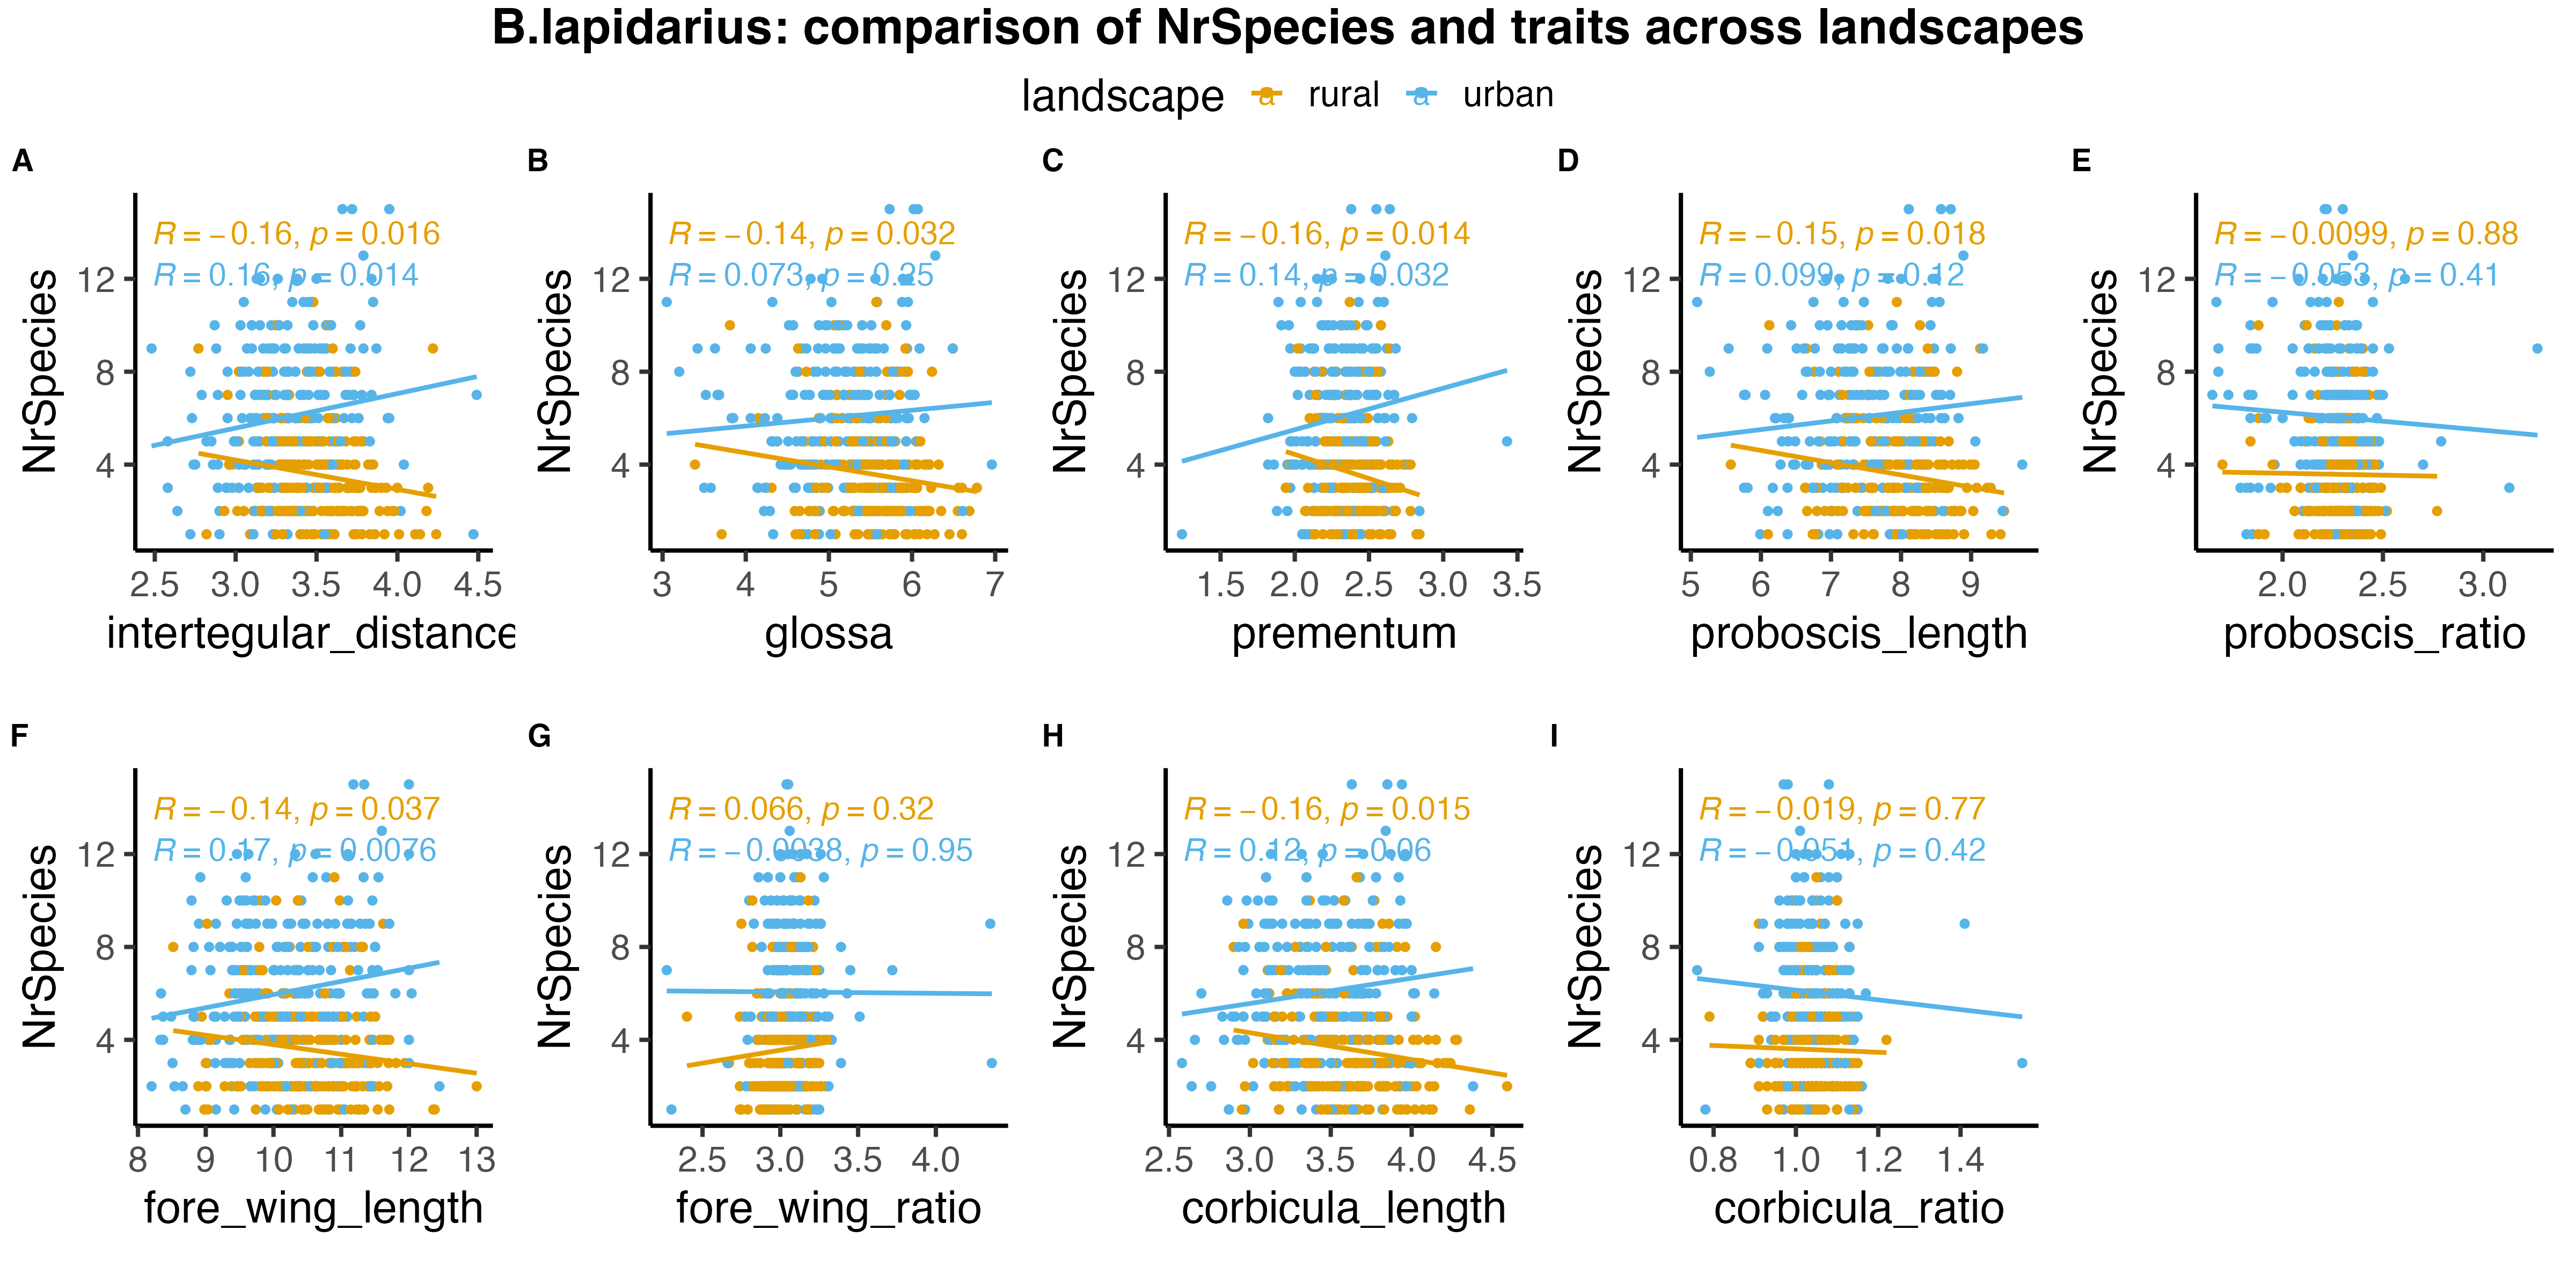 B.lapidarius: comparison of NrSpecies and traits across landscapes
landscape a rural a urban
A B C D E
R = −0.16, p = 0.016
R = 0.16, p = 0.014
12
8
4
NrSpecies
2.5 3.0 3.5 4.0 4.5
intertegular_distance
R = −0.14, p = 0.032
R = 0.073, p = 0.25
12
8
4
NrSpecies
3 4 5 6 7
glossa
R = −0.16, p = 0.014
R = 0.14, p = 0.032
12
8
4
NrSpecies
1.5 2.0 2.5 3.0 3.5
prementum
R = −0.15, p = 0.018
R = 0.099, p = 0.12
12
8
4
NrSpecies
5 6 7 8 9
proboscis_length
R = −0.0099, p = 0.88
R = −0.053, p = 0.41
12
8
4
NrSpecies
2.0 2.5 3.0
proboscis_ratio
F G H I
R = −0.14, p = 0.037
R = 0.17, p = 0.0076
12
8
4
NrSpecies
8 9 10 11 12 13
fore_wing_length
R = 0.066, p = 0.32
R = −0.0038, p = 0.95
12
8
4
NrSpecies
2.5 3.0 3.5 4.0
fore_wing_ratio
R = −0.16, p = 0.015
R = 0.12, p = 0.06
12
8
4
NrSpecies
2.5 3.0 3.5 4.0 4.5
corbicula_length
R = −0.019, p = 0.77
R = −0.051, p = 0.42
12
8
4
NrSpecies
0.8 1.0 1.2 1.4
corbicula_ratio